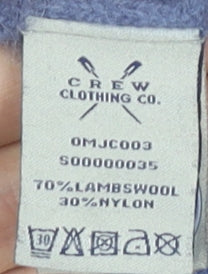 CREW
CLOTHING CO.
OMJC003
S00000035
70%LAMBSWOOL
30%NYLON
30